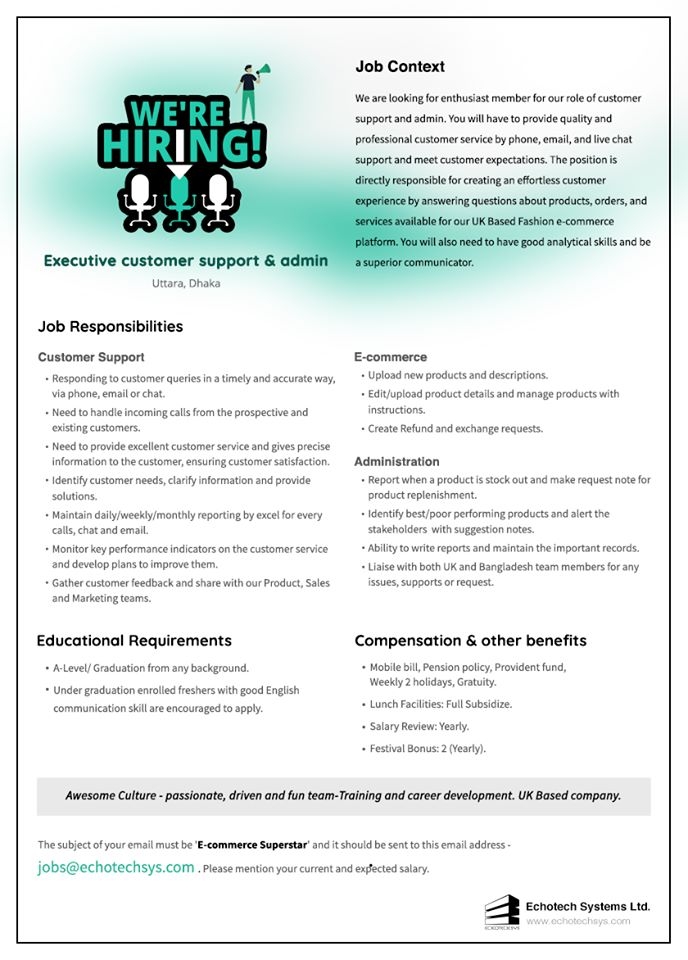 WE'RE
HIRING!
Executive customer support & admin
Uttara, Dhaka
Job Context
We are looking for enthusiast member for our role of customer
support and admin. You will have to provide quality and
professional customer service by phone, email, and live chat
support and meet customer expectations. The position is
directly responsible for creating an effortless customer
experience by answering questions about products, orders, and
services available for our UK Based Fashion e-commerce
platform. You will also need to have good analytical skills and be
a superior communicator.
Job Responsibilities
Customer Support
• Responding to customer queries in a timely and accurate way,
via phone, email or chat.
• Need to handle incoming calls from the prospective and
existing customers.
• Need to provide excellent customer service and gives precise
information to the customer, ensuring customer satisfaction.
• Identify customer needs, clarify information and provide
solutions.
• Maintain daily/weekly/monthly reporting by excel for every
calls, chat and email.
• Monitor key performance indicators on the customer service
and develop plans to improve them.
• Gather customer feedback and share with our Product, Sales
and Marketing teams.
E-commerce
• Upload new products and descriptions.
• Edit/upload product details and manage products with
instructions.
• Create Refund and exchange requests.
Administration
• Report when a product is stock out and make request note for
product replenishment.
• Identify best/poor performing products and alert the
stakeholders with suggestion notes.
• Ability to write reports and maintain the important records.
• Liaise with both UK and Bangladesh team members for any
issues, supports or request.
Educational Requirements
• A-Level/ Graduation from any background.
• Under graduation enrolled freshers with good English
communication skill are encouraged to apply.
Compensation & other benefits
• Mobile bill, Pension policy, Provident fund,
Weekly 2 holidays, Gratuity.
• Lunch Facilities: Full Subsidize.
• Salary Review: Yearly.
• Festival Bonus: 2 (Yearly).
Awesome Culture - passionate, driven and fun team-Training and career development. UK Based company.
The subject of your email must be 'E-commerce Superstar' and it should be sent to this email address -
jobs@echotechsys.com . Please mention your current and expected salary.
ECHOTECHSYS
Echotech Systems Ltd.
www.echotechsys.com